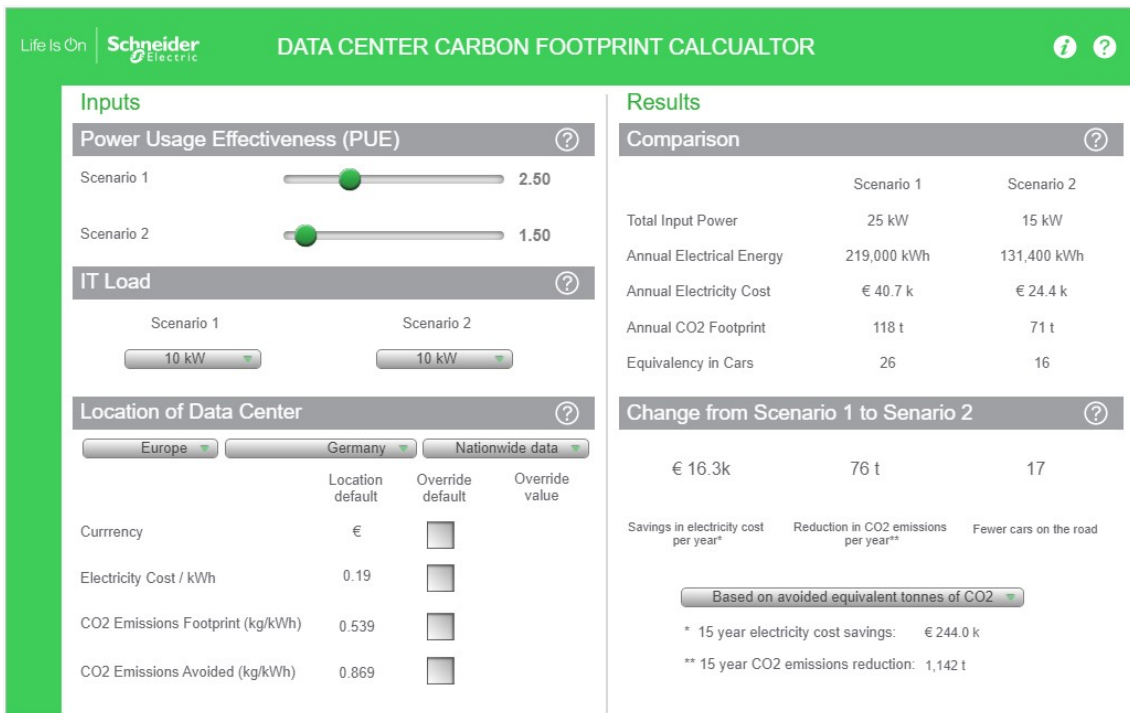 Life Is On Schneider Electric
DATA CENTER CARBON FOOTPRINT CALCUALTOR
i ?
Inputs
Power Usage Effectiveness (PUE) ?
Scenario 1 2.50
Scenario 2 1.50
IT Load ?
Scenario 1 Scenario 2
10 kW 10 kW
Location of Data Center ?
Europe Germany Nationwide data
Location default Override default Override value
Currrency €
Electricity Cost / kWh 0.19
CO2 Emissions Footprint (kg/kWh) 0.539
CO2 Emissions Avoided (kg/kWh) 0.869
Results
Comparison ?
Scenario 1 Scenario 2
Total Input Power 25 kW 15 kW
Annual Electrical Energy 219,000 kWh 131,400 kWh
Annual Electricity Cost € 40.7 k € 24.4 k
Annual CO2 Footprint 118 t 71 t
Equivalency in Cars 26 16
Change from Scenario 1 to Senario 2 ?
€ 16.3k 76 t 17
Savings in electricity cost per year* Reduction in CO2 emissions per year** Fewer cars on the road
Based on avoided equivalent tonnes of CO2
* 15 year electricity cost savings: € 244.0 k
** 15 year CO2 emissions reduction: 1,142 t